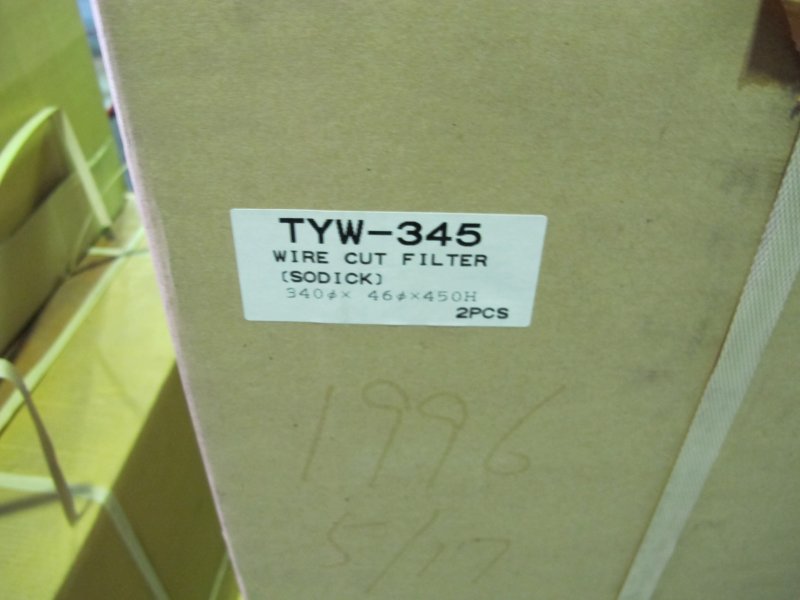 TYW-345
WIRE CUT FILTER
(SODICK)
340φ× 46φ×450H
2PCS
1996
5/17